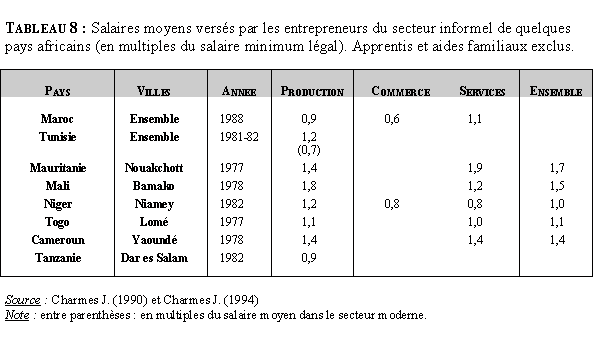 TABLEAU 8 : Salaires moyens versés par les entrepreneurs du secteur informel de quelques
pays africains (en multiples du salaire minimum légal). Apprentis et aides familiaux exclus.
PAYS VILLES ANNEE PRODUCTION COMMERCE SERVICES ENSEMBLE
Maroc Ensemble 1988 0,9 0,6 1,1
Tunisie Ensemble 1981-82 1,2
(0,7)
Mauritanie Nouakchott 1977 1,4 1,9 1,7
Mali Bamako 1978 1,8 1,2 1,5
Niger Niamey 1982 1,2 0,8 0,8 1,0
Togo Lomé 1977 1,1 1,0 1,1
Cameroun Yaoundé 1978 1,4 1,4 1,4
Tanzanie Dar es Salam 1982 0,9
Source : Charmes J. (1990) et Charmes J. (1994)
Note : entre parenthèses : en multiples du salaire moyen dans le secteur moderne.